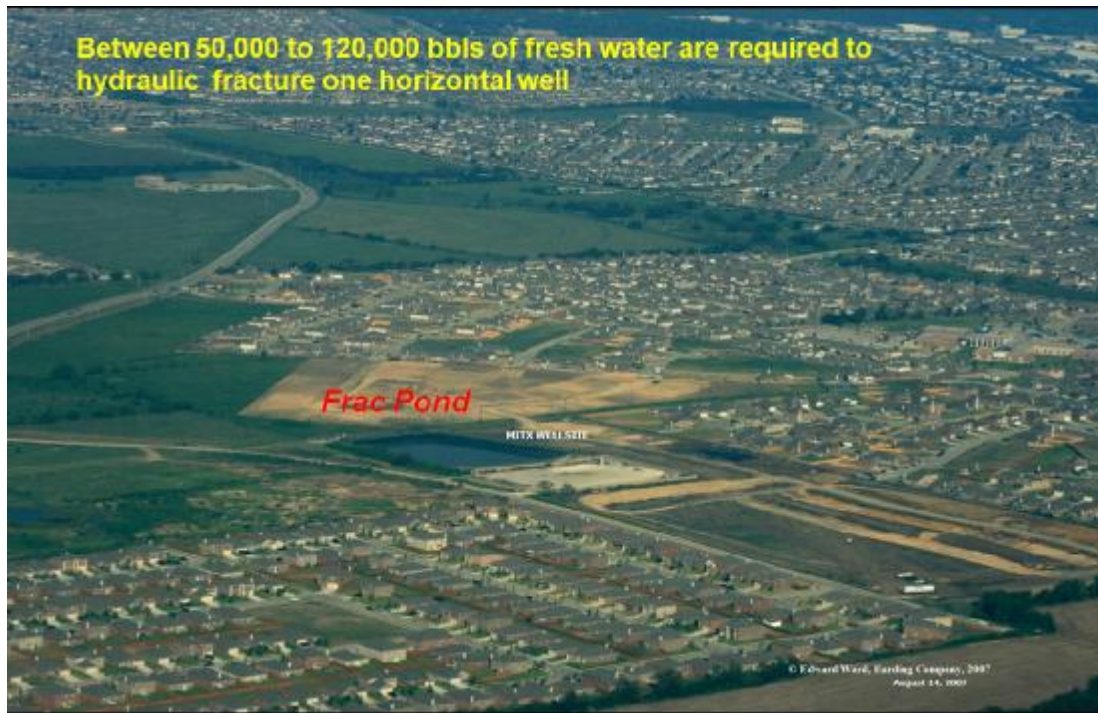 Between 50,000 to 120,000 bbls of fresh water are required to
hydraulic fracture one horizontal well
Frac Pond
MITX WELLSITE
© Edward Ward, Harding Company, 2007
August 14, 2007